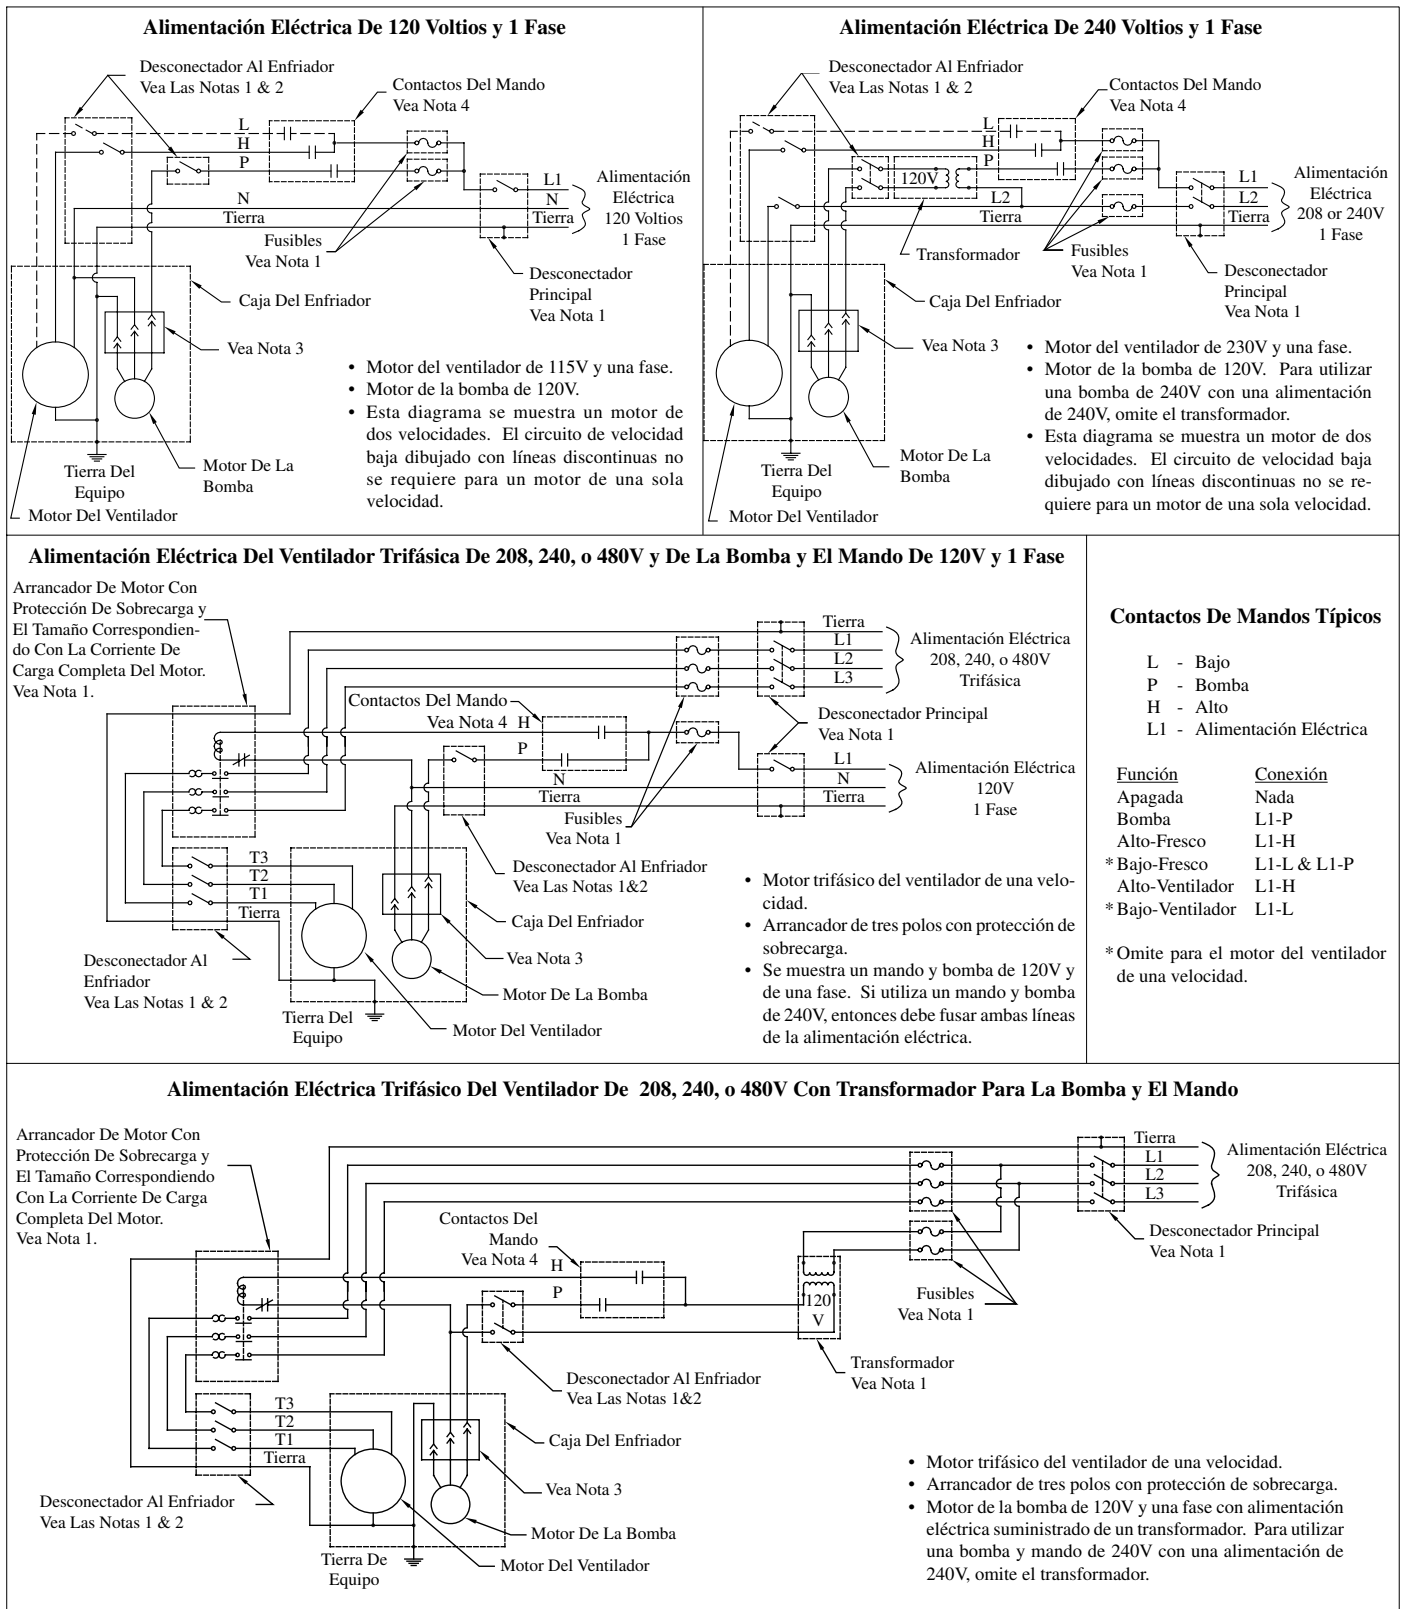 Alimentación Eléctrica De 120 Voltios y 1 Fase
Desconectador Al Enfriador
Vea Las Notas 1 & 2
Contactos Del Mando
Vea Nota 4
L
H
P
N
Tierra
L1
N
Tierra
Alimentación
Eléctrica
120 Voltios
1 Fase
Fusibles
Vea Nota 1
Desconectador
Principal
Vea Nota 1
Caja Del Enfriador
Vea Nota 3
• Motor del ventilador de 115V y una fase.
• Motor de la bomba de 120V.
• Esta diagrama se muestra un motor de
dos velocidades. El circuito de velocidad
baja dibujado con líneas discontinuas no
se requiere para un motor de una sola
velocidad.
Tierra Del
Equipo
Motor De La
Bomba
Motor Del Ventilador
Alimentación Eléctrica De 240 Voltios y 1 Fase
Desconectador Al Enfriador
Vea Las Notas 1 & 2
Contactos Del Mando
Vea Nota 4
L
H
P
120V
L2
Tierra
L1
L2
Tierra
Alimentación
Eléctrica
208 or 240V
1 Fase
Transformador
Fusibles
Vea Nota 1
Desconectador
Principal
Vea Nota 1
Caja Del Enfriador
Vea Nota 3
• Motor del ventilador de 230V y una fase.
• Motor de la bomba de 120V. Para utilizar
una bomba de 240V con una alimentación
de 240V, omite el transformador.
• Esta diagrama se muestra un motor de dos
velocidades. El circuito de velocidad baja
dibujado con líneas discontinuas no se re-
quiere para un motor de una sola velocidad.
Tierra Del
Equipo
Motor De La
Bomba
Motor Del Ventilador
Alimentación Eléctrica Del Ventilador Trifásica De 208, 240, o 480V y De La Bomba y El Mando De 120V y 1 Fase
Arrancador De Motor Con
Protección De Sobrecarga y
El Tamaño Correspondien-
do Con La Corriente De
Carga Completa Del Motor.
Vea Nota 1.
Tierra
L1
L2
L3
Alimentación Eléctrica
208, 240, o 480V
Trifásica
Contactos Del Mando
Vea Nota 4
H
P
N
Tierra
Desconectador Principal
Vea Nota 1
L1
N
Tierra
Alimentación Eléctrica
120V
1 Fase
Fusibles
Vea Nota 1
T3
T2
T1
Tierra
Desconectador Al Enfriador
Vea Las Notas 1&2
Caja Del Enfriador
Vea Nota 3
Motor De La Bomba
Motor Del Ventilador
Desconectador Al
Enfriador
Vea Las Notas 1 & 2
Tierra Del
Equipo
• Motor trifásico del ventilador de una velo-
cidad.
• Arrancador de tres polos con protección de
sobrecarga.
• Se muestra un mando y bomba de 120V y
de una fase. Si utiliza un mando y bomba
de 240V, entonces debe fusar ambas líneas
de la alimentación eléctrica.
Contactos De Mandos Típicos
L - Bajo
P - Bomba
H - Alto
L1 - Alimentación Eléctrica
Función Conexión
Apagada Nada
Bomba L1-P
Alto-Fresco L1-H
* Bajo-Fresco L1-L & L1-P
Alto-Ventilador L1-H
* Bajo-Ventilador L1-L
* Omite para el motor del ventilador
de una velocidad.
Alimentación Eléctrica Trifásico Del Ventilador De 208, 240, o 480V Con Transformador Para La Bomba y El Mando
Arrancador De Motor Con
Protección De Sobrecarga y
El Tamaño Correspondiendo
Con La Corriente De Carga
Completa Del Motor.
Vea Nota 1.
Tierra
L1
L2
L3
Alimentación Eléctrica
208, 240, o 480V
Trifásica
Desconectador Principal
Vea Nota 1
Contactos Del
Mando
Vea Nota 4
H
P
120
V
Fusibles
Vea Nota 1
Transformador
Vea Nota 1
Desconectador Al Enfriador
Vea Las Notas 1&2
T3
T2
T1
Tierra
Caja Del Enfriador
Vea Nota 3
Motor De La Bomba
Motor Del Ventilador
Desconectador Al Enfriador
Vea Las Notas 1 & 2
Tierra De
Equipo
• Motor trifásico del ventilador de una velocidad.
• Arrancador de tres polos con protección de sobrecarga.
• Motor de la bomba de 120V y una fase con alimentación
eléctrica suministrado de un transformador. Para utilizar
una bomba y mando de 240V con una alimentación de
240V, omite el transformador.